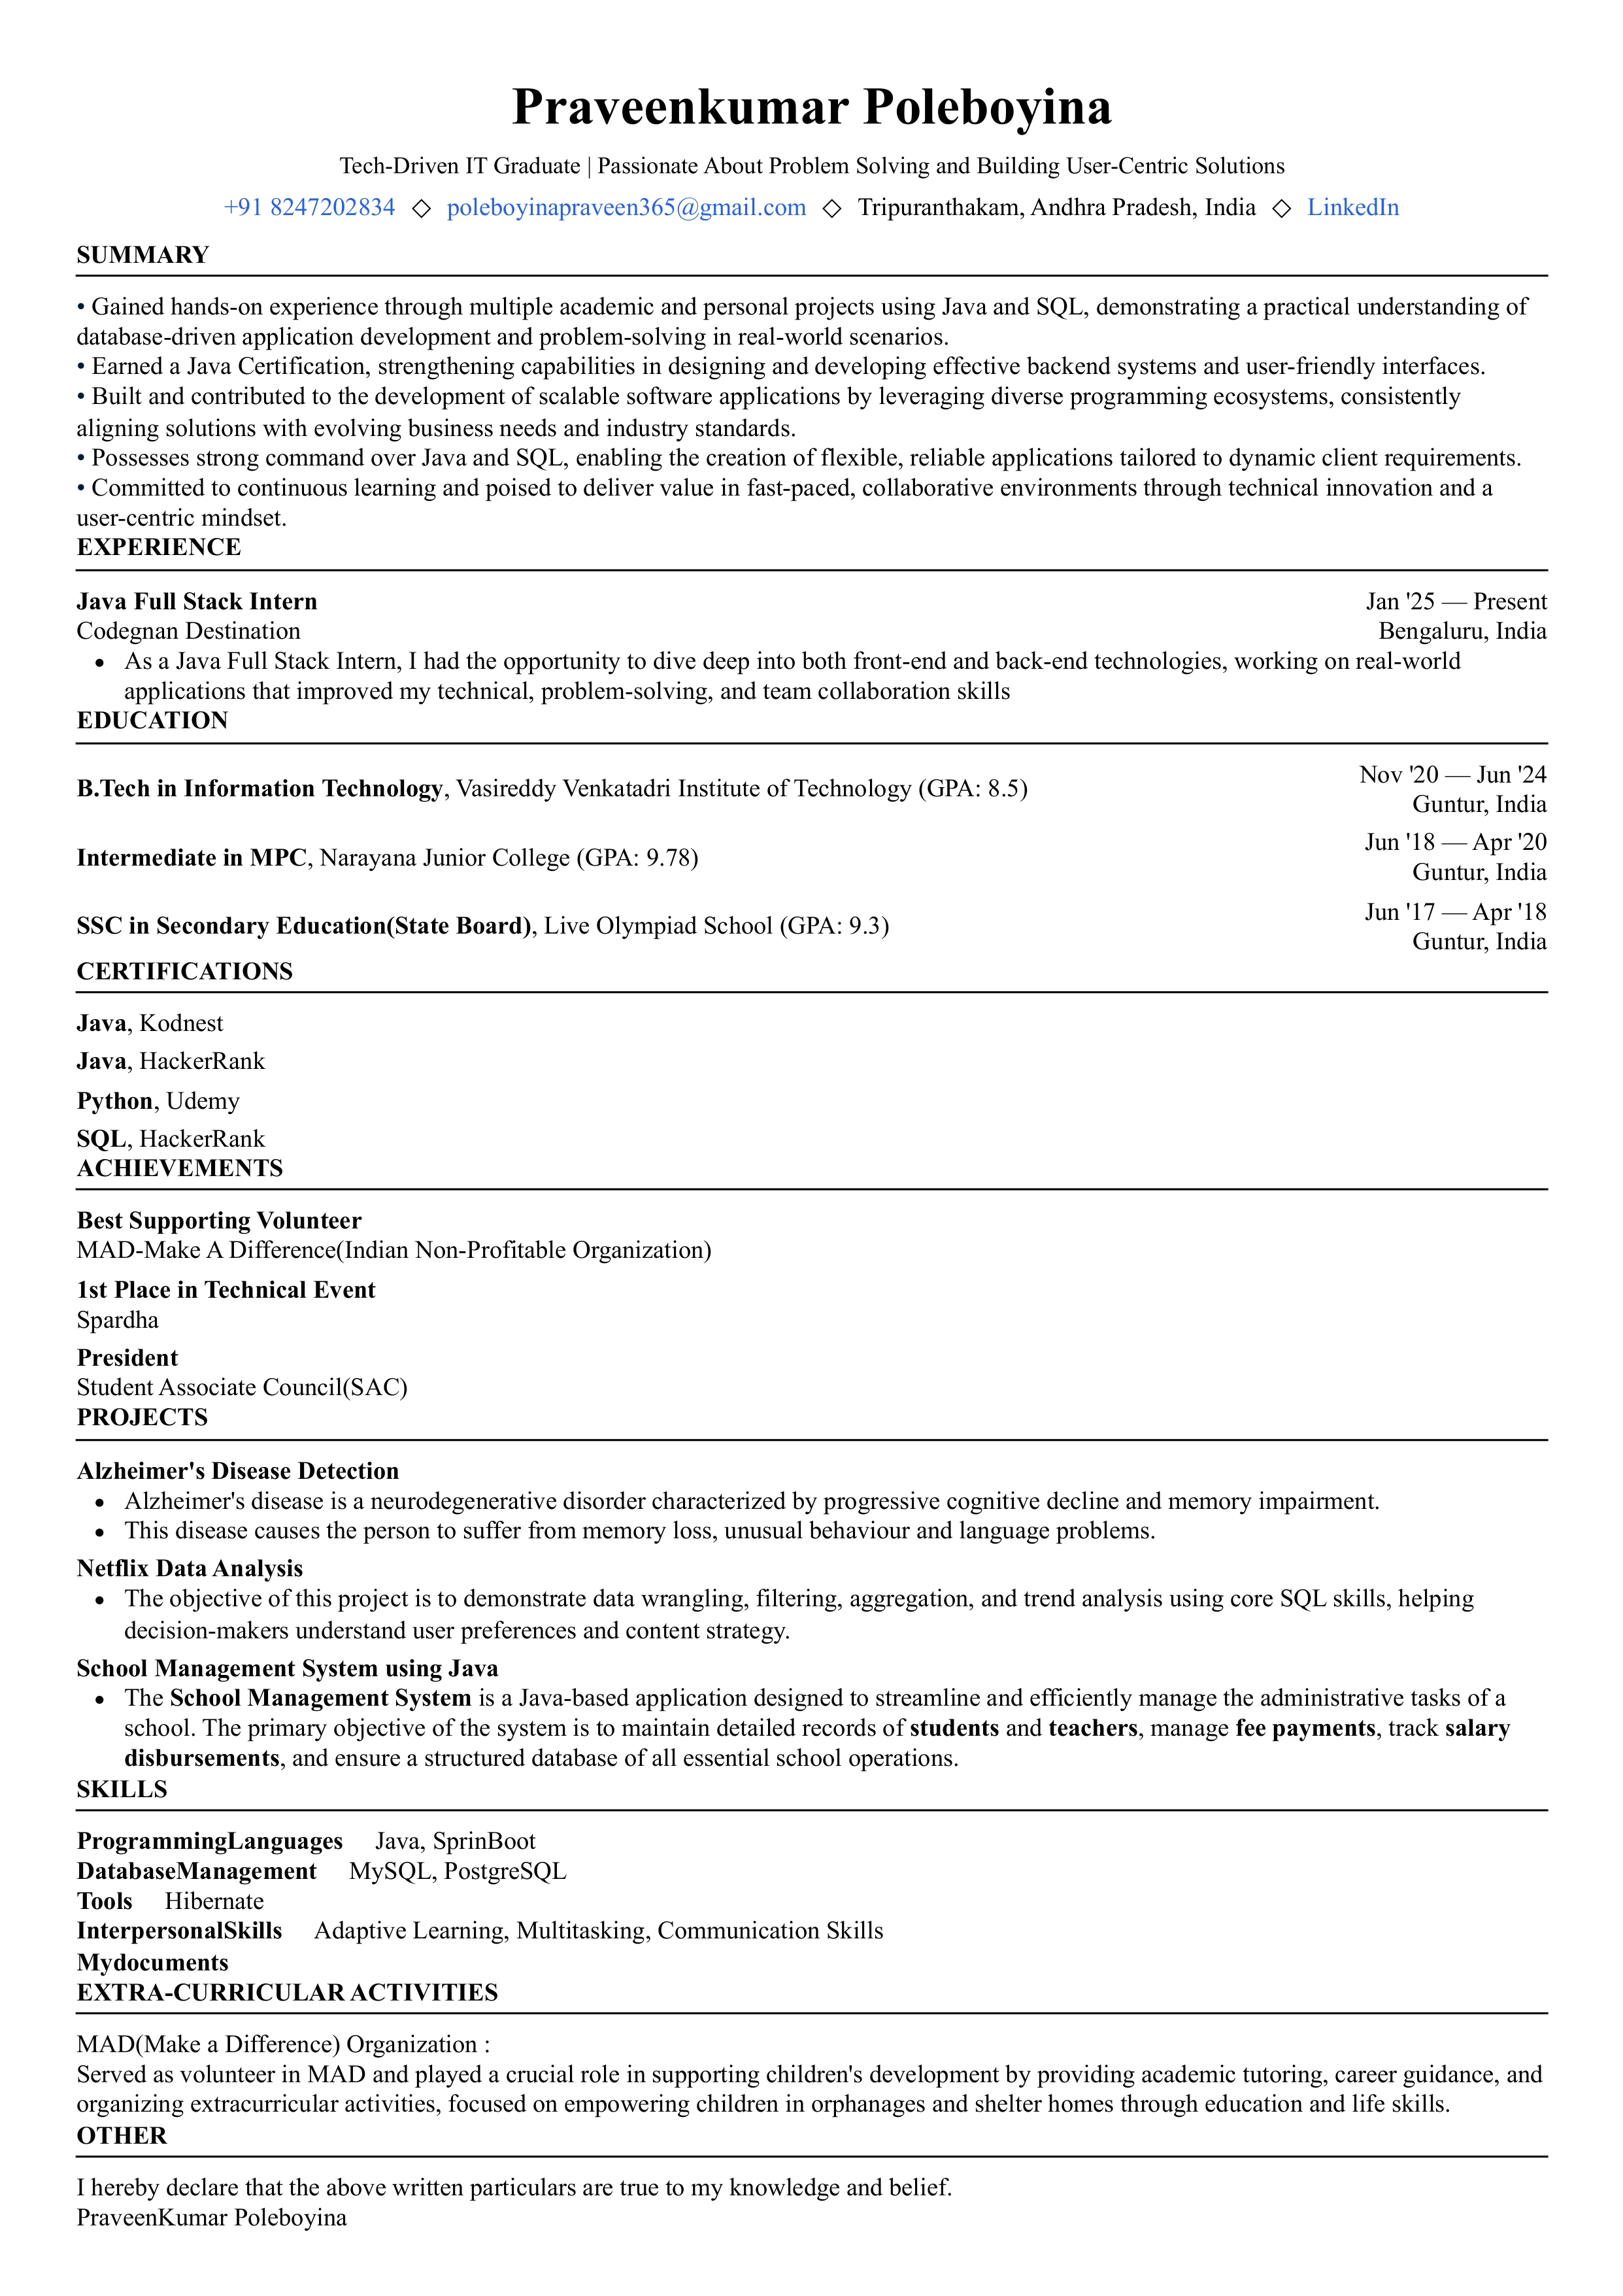 Praveenkumar Poleboyina
Tech-Driven IT Graduate | Passionate About Problem Solving and Building User-Centric Solutions
+91 8247202834 ◇ poleboyinapraveen365@gmail.com ◇ Tripuranthakam, Andhra Pradesh, India ◇ LinkedIn
SUMMARY
• Gained hands-on experience through multiple academic and personal projects using Java and SQL, demonstrating a practical understanding of
database-driven application development and problem-solving in real-world scenarios.
• Earned a Java Certification, strengthening capabilities in designing and developing effective backend systems and user-friendly interfaces.
• Built and contributed to the development of scalable software applications by leveraging diverse programming ecosystems, consistently
aligning solutions with evolving business needs and industry standards.
• Possesses strong command over Java and SQL, enabling the creation of flexible, reliable applications tailored to dynamic client requirements.
• Committed to continuous learning and poised to deliver value in fast-paced, collaborative environments through technical innovation and a
user-centric mindset.
EXPERIENCE
Java Full Stack Intern Jan '25 — Present
Codegnan Destination Bengaluru, India
• As a Java Full Stack Intern, I had the opportunity to dive deep into both front-end and back-end technologies, working on real-world
applications that improved my technical, problem-solving, and team collaboration skills
EDUCATION
B.Tech in Information Technology, Vasireddy Venkatadri Institute of Technology (GPA: 8.5) Nov '20 — Jun '24
Guntur, India
Intermediate in MPC, Narayana Junior College (GPA: 9.78) Jun '18 — Apr '20
Guntur, India
SSC in Secondary Education(State Board), Live Olympiad School (GPA: 9.3) Jun '17 — Apr '18
Guntur, India
CERTIFICATIONS
Java, Kodnest
Java, HackerRank
Python, Udemy
SQL, HackerRank
ACHIEVEMENTS
Best Supporting Volunteer
MAD-Make A Difference(Indian Non-Profitable Organization)
1st Place in Technical Event
Spardha
President
Student Associate Council(SAC)
PROJECTS
Alzheimer's Disease Detection
• Alzheimer's disease is a neurodegenerative disorder characterized by progressive cognitive decline and memory impairment.
• This disease causes the person to suffer from memory loss, unusual behaviour and language problems.
Netflix Data Analysis
• The objective of this project is to demonstrate data wrangling, filtering, aggregation, and trend analysis using core SQL skills, helping
decision-makers understand user preferences and content strategy.
School Management System using Java
• The School Management System is a Java-based application designed to streamline and efficiently manage the administrative tasks of a
school. The primary objective of the system is to maintain detailed records of students and teachers, manage fee payments, track salary
disbursements, and ensure a structured database of all essential school operations.
SKILLS
ProgrammingLanguages Java, SprinBoot
DatabaseManagement MySQL, PostgreSQL
Tools Hibernate
InterpersonalSkills Adaptive Learning, Multitasking, Communication Skills
Mydocuments
EXTRA-CURRICULAR ACTIVITIES
MAD(Make a Difference) Organization :
Served as volunteer in MAD and played a crucial role in supporting children's development by providing academic tutoring, career guidance, and
organizing extracurricular activities, focused on empowering children in orphanages and shelter homes through education and life skills.
OTHER
I hereby declare that the above written particulars are true to my knowledge and belief.
PraveenKumar Poleboyina